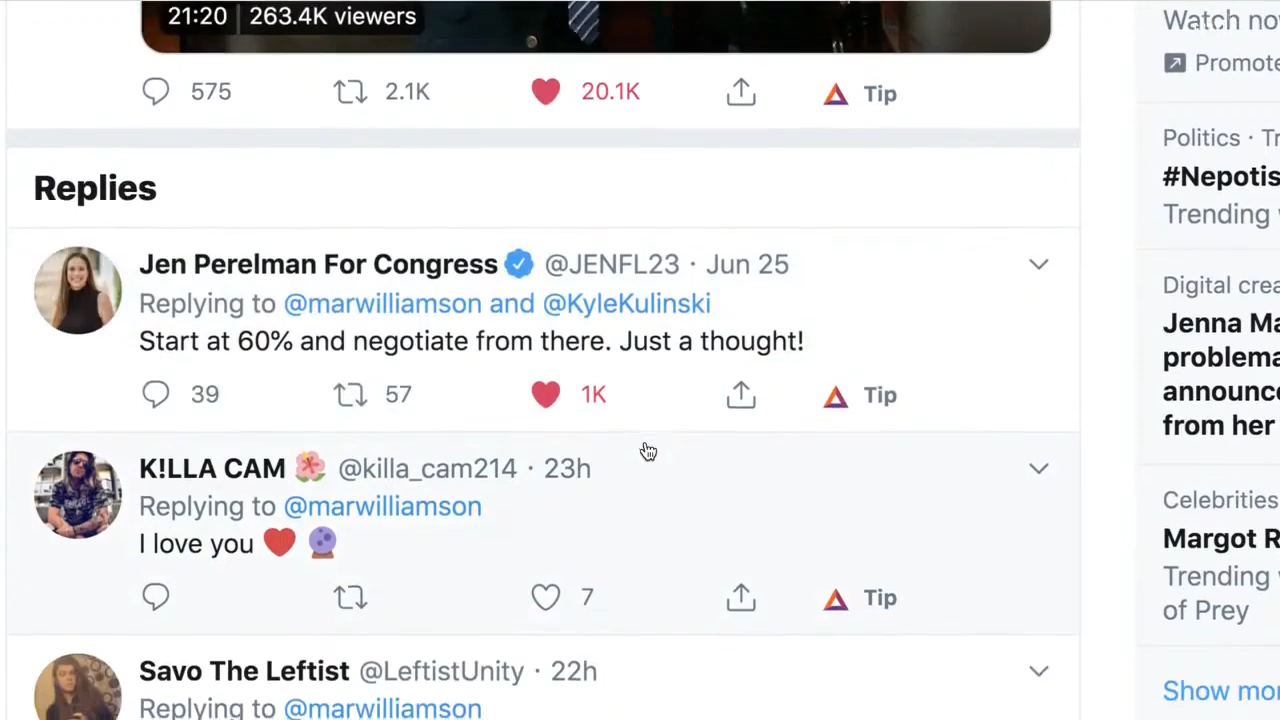 21:20 263.4K viewers
575 2.1K 20.1K Tip
Replies
Jen Perelman For Congress @JENFL23 · Jun 25
Replying to @marwilliamson and @KyleKulinski
Start at 60% and negotiate from there. Just a thought!
39 57 1K Tip
K!LLA CAM @killa_cam214 · 23h
Replying to @marwilliamson
I love you
7 Tip
Savo The Leftist @LeftistUnity · 22h
Replying to @marwilliamson
Watch no
Promote
Politics · Tr
#Nepotis
Trending
Digital crea
Jenna Ma
problema
announce
from her
Celebrities
Margot R
Trending
of Prey
Show mor